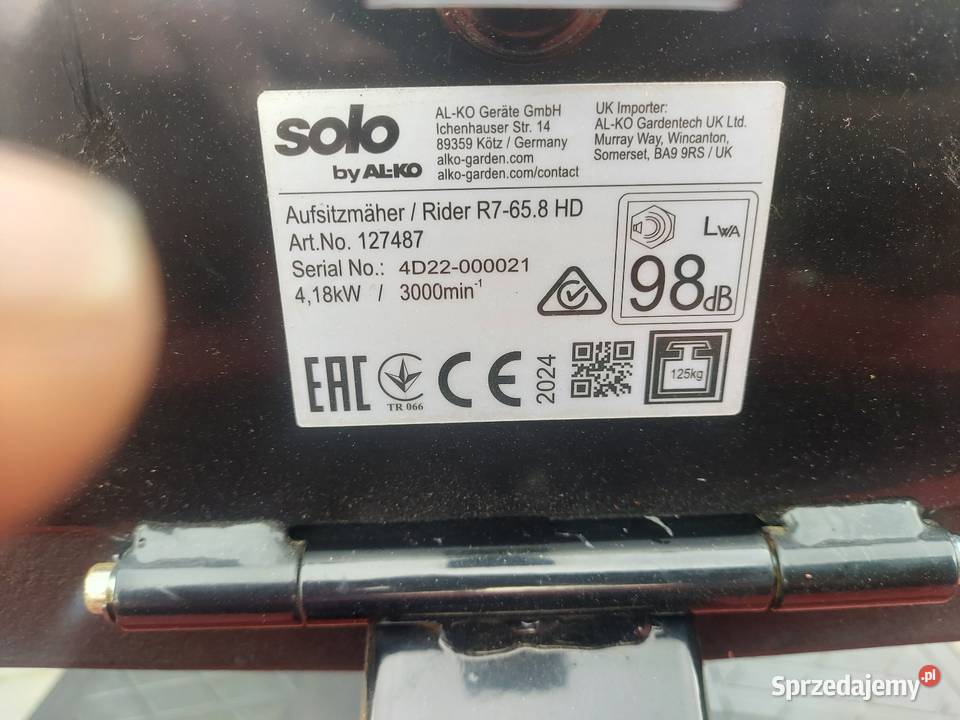 solo
by AL-KO
AL-KO Geräte GmbH
Ichenhauser Str. 14
89359 Kötz / Germany
alko-garden.com
alko-garden.com/contact
UK Importer:
AL-KO Gardentech UK Ltd.
Murray Way, Wincanton,
Somerset, BA9 9RS / UK
Aufsitzmäher / Rider R7-65.8 HD
Art.No. 127487
Serial No.: 4D22-000021
4,18kW / 3000min-1
LWA
98dB
EAC
TR 066
CE
2024
125kg
Sprzedajemy.pl